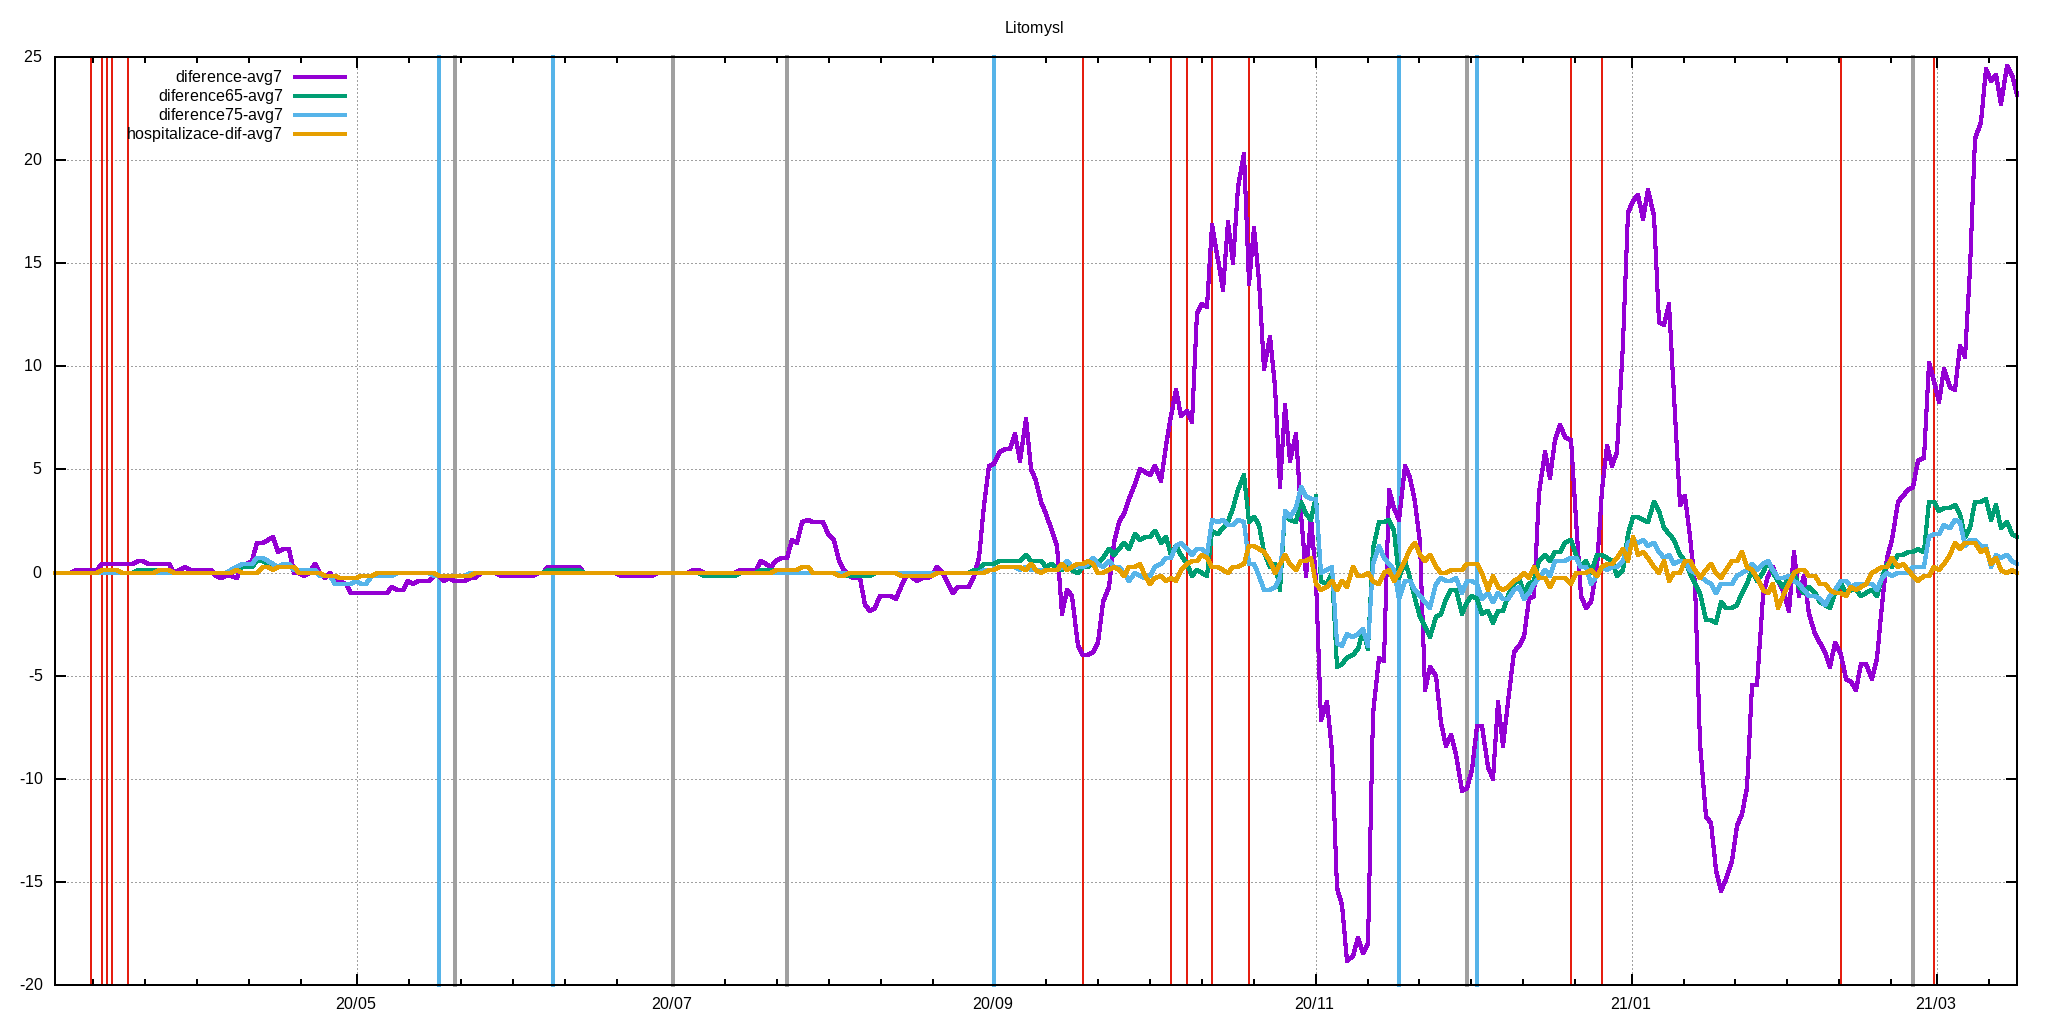 Litomysl
25
diference-avg7
diference65-avg7
diference75-avg7
hospitalizace-dif-avg7
20
15
10
5
0
-5
-10
-15
-20
20/05 20/07 20/09 20/11 21/01 21/03